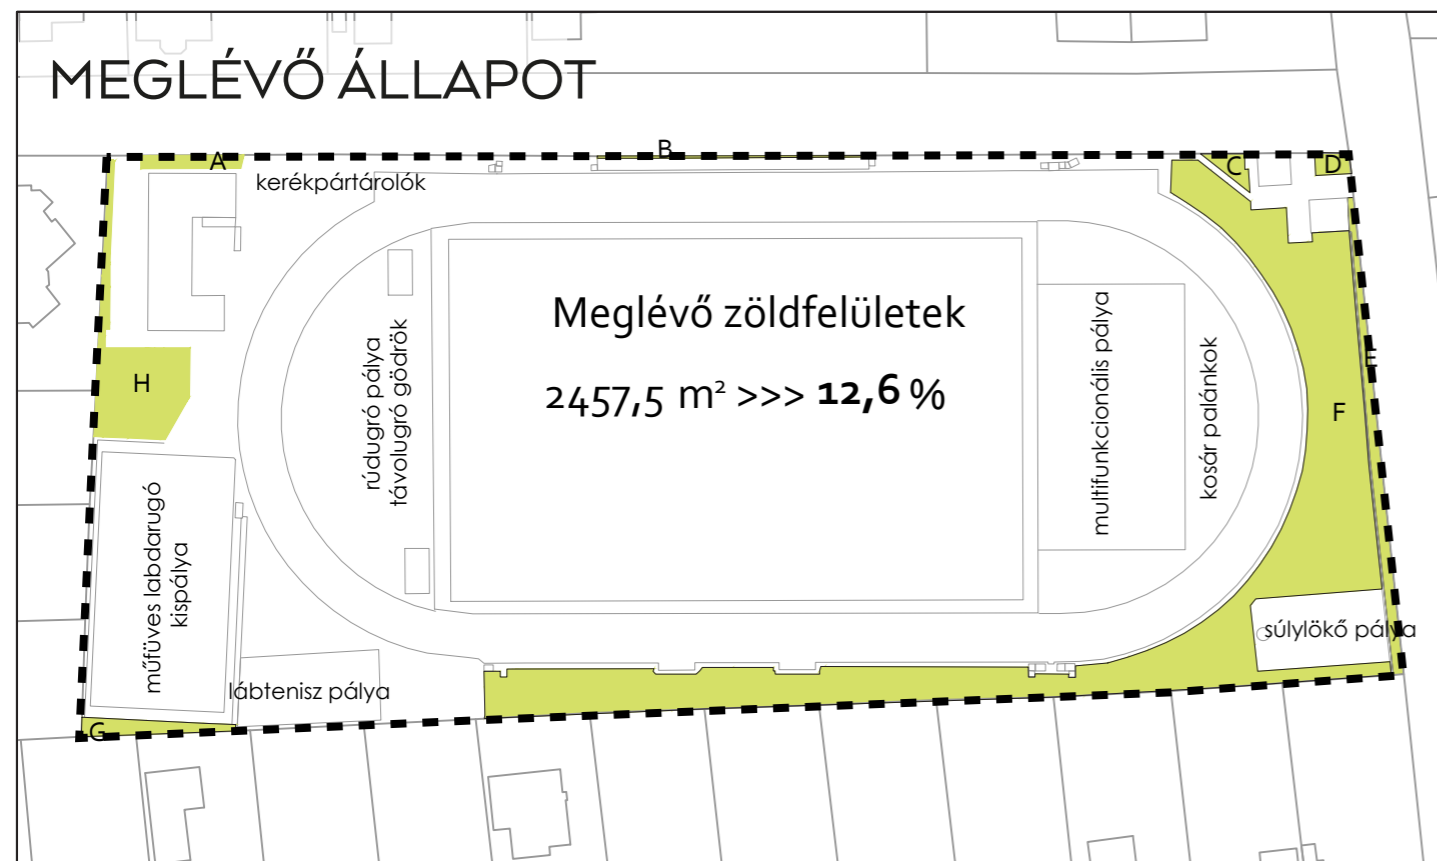 MEGLÉVŐ ÁLLAPOT
A
B
C
D
kerékpártárolók
Meglévő zöldfelületek
2457,5 m² >>> 12,6 %
rúdugró pálya
távolugró gödrök
multifunkcionális pálya
kosár palánkok
E
F
H
műfüves labdarugó
kispálya
súlylökő pálya
lábtenisz pálya
G